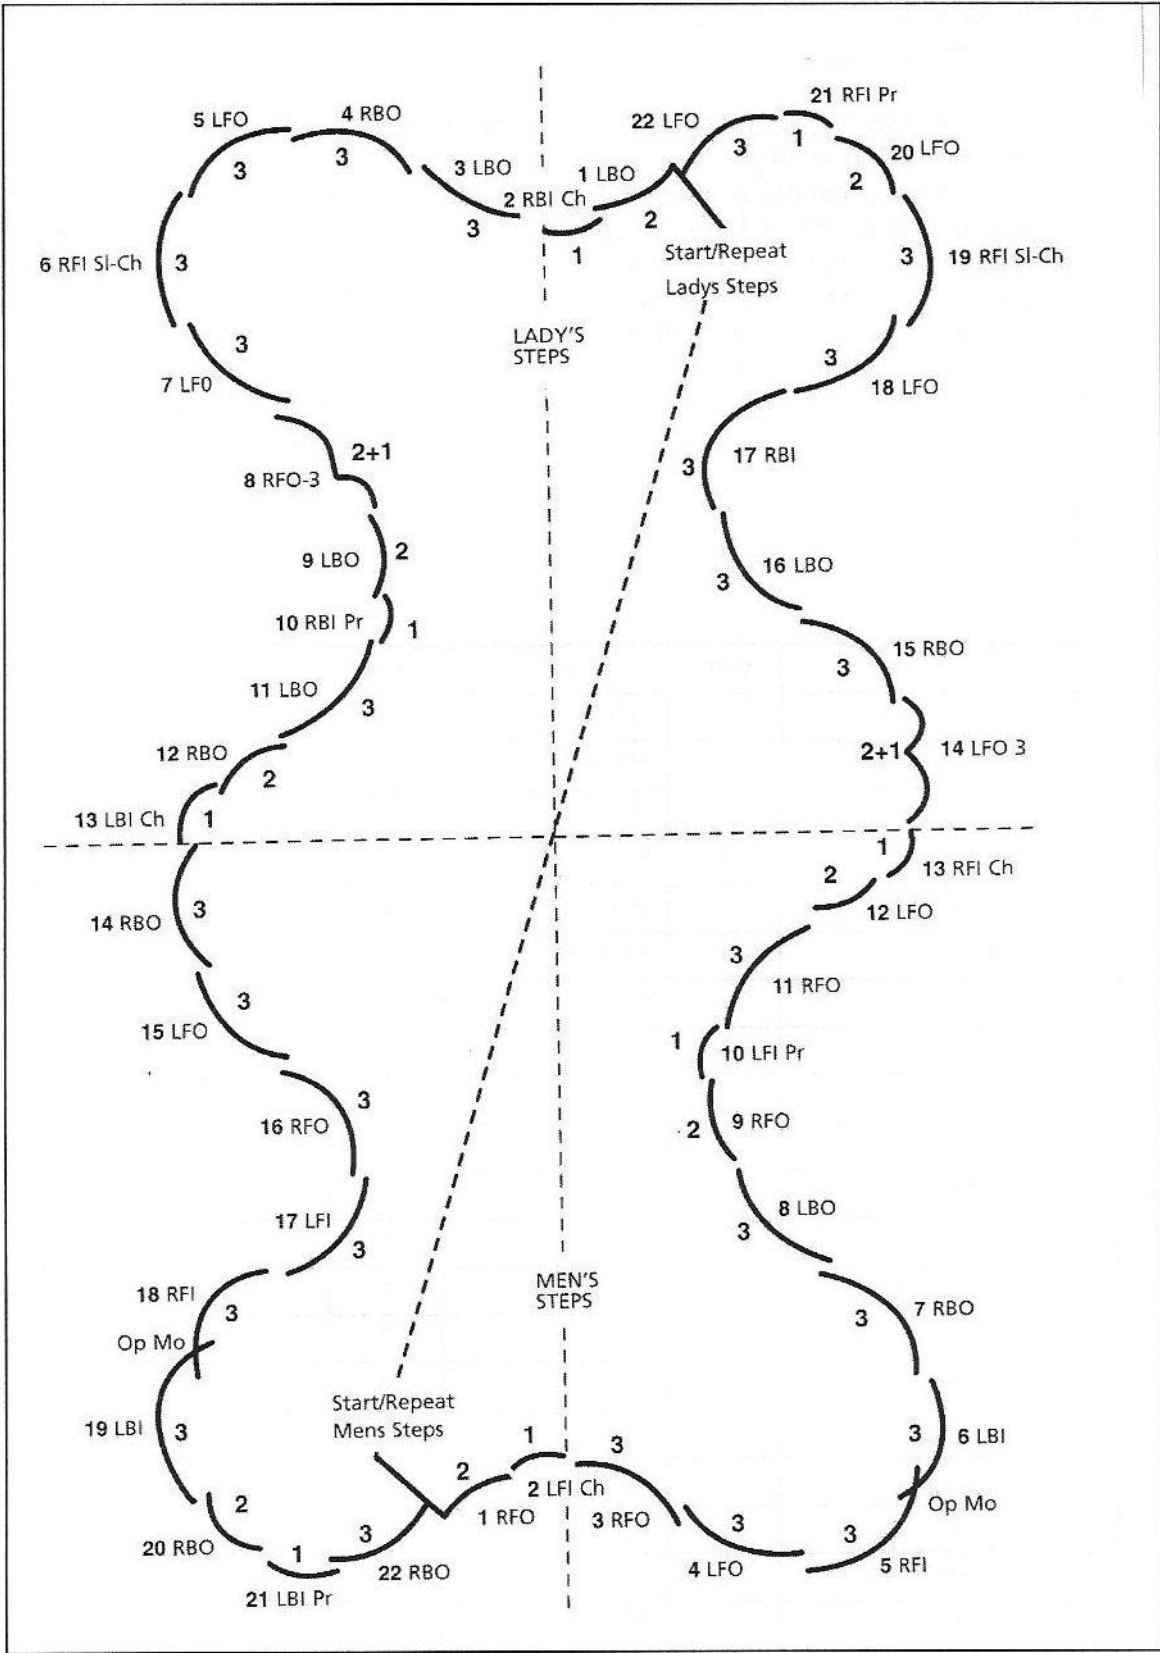 21 RFI Pr
5 LFO
4 RBO
22 LFO
3
1
20 LFO
3
3
3 LBO
1 LBO
2
2 RBI Ch
3
2
1
Start/Repeat
Ladys Steps
6 RFI Sl-Ch
3
3
19 RFI Sl-Ch
LADY'S
STEPS
3
7 LF0
3
18 LFO
2+1
8 RFO-3
3
17 RBI
9 LBO
2
3
16 LBO
10 RBI Pr
1
15 RBO
3
11 LBO
3
12 RBO
2
2+1
14 LFO 3
13 LBI Ch
1
1
13 RFI Ch
2
12 LFO
14 RBO
3
3
11 RFO
15 LFO
3
1
10 LFI Pr
16 RFO
3
2
9 RFO
17 LFI
3
8 LBO
3
MEN'S
STEPS
18 RFI
3
Op Mo
7 RBO
3
Start/Repeat
Mens Steps
19 LBI
3
1
3
3
6 LBI
2
2 LFI Ch
Op Mo
2
1 RFO
3 RFO
20 RBO
1
3
22 RBO
3
4 LFO
3
5 RFI
21 LBI Pr